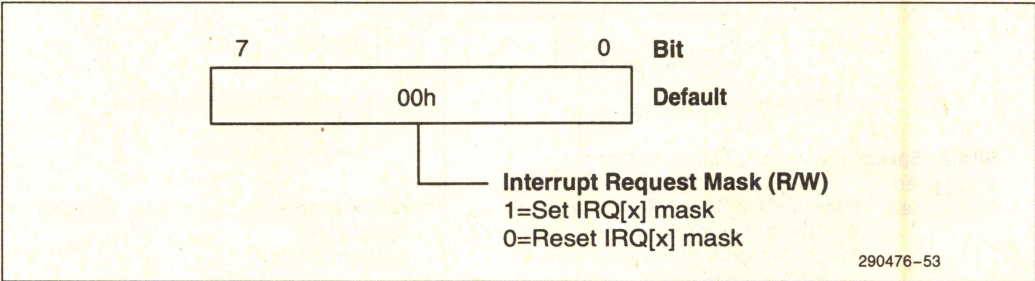 7 0 Bit
00h Default
Interrupt Request Mask (R/W)
1=Set IRQ[x] mask
0=Reset IRQ[x] mask
290476–53